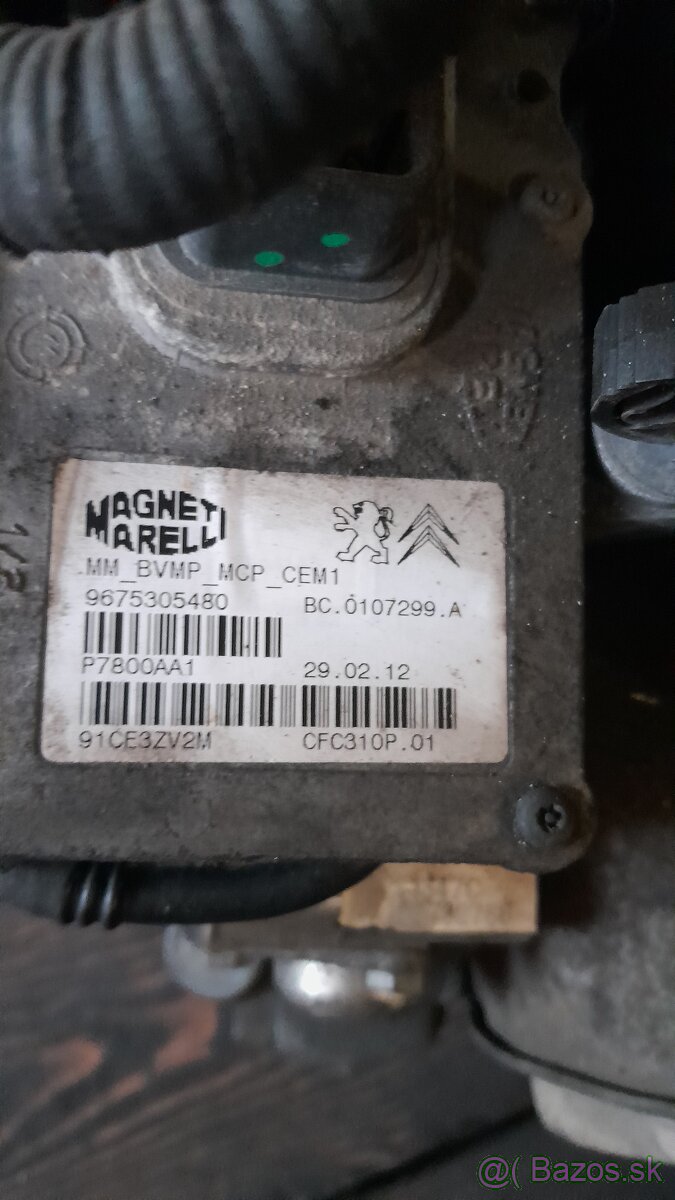 MAGNETI
MARELLI
MM_BVMP_MCP_CEM1
9675305480 BC.0107299.A
P7800AA1 29.02.12
91CE3ZV2M CFC310P.01
@( Bazos.sk